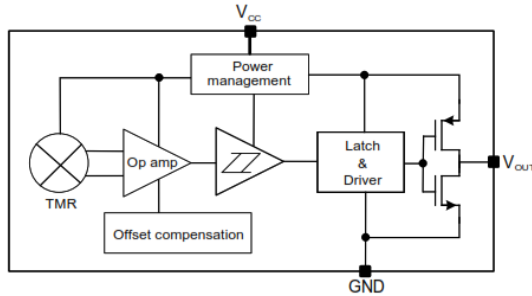 VCC
Power
management
Op amp
Latch
&
Driver
VOUT
TMR
Offset compensation
GND